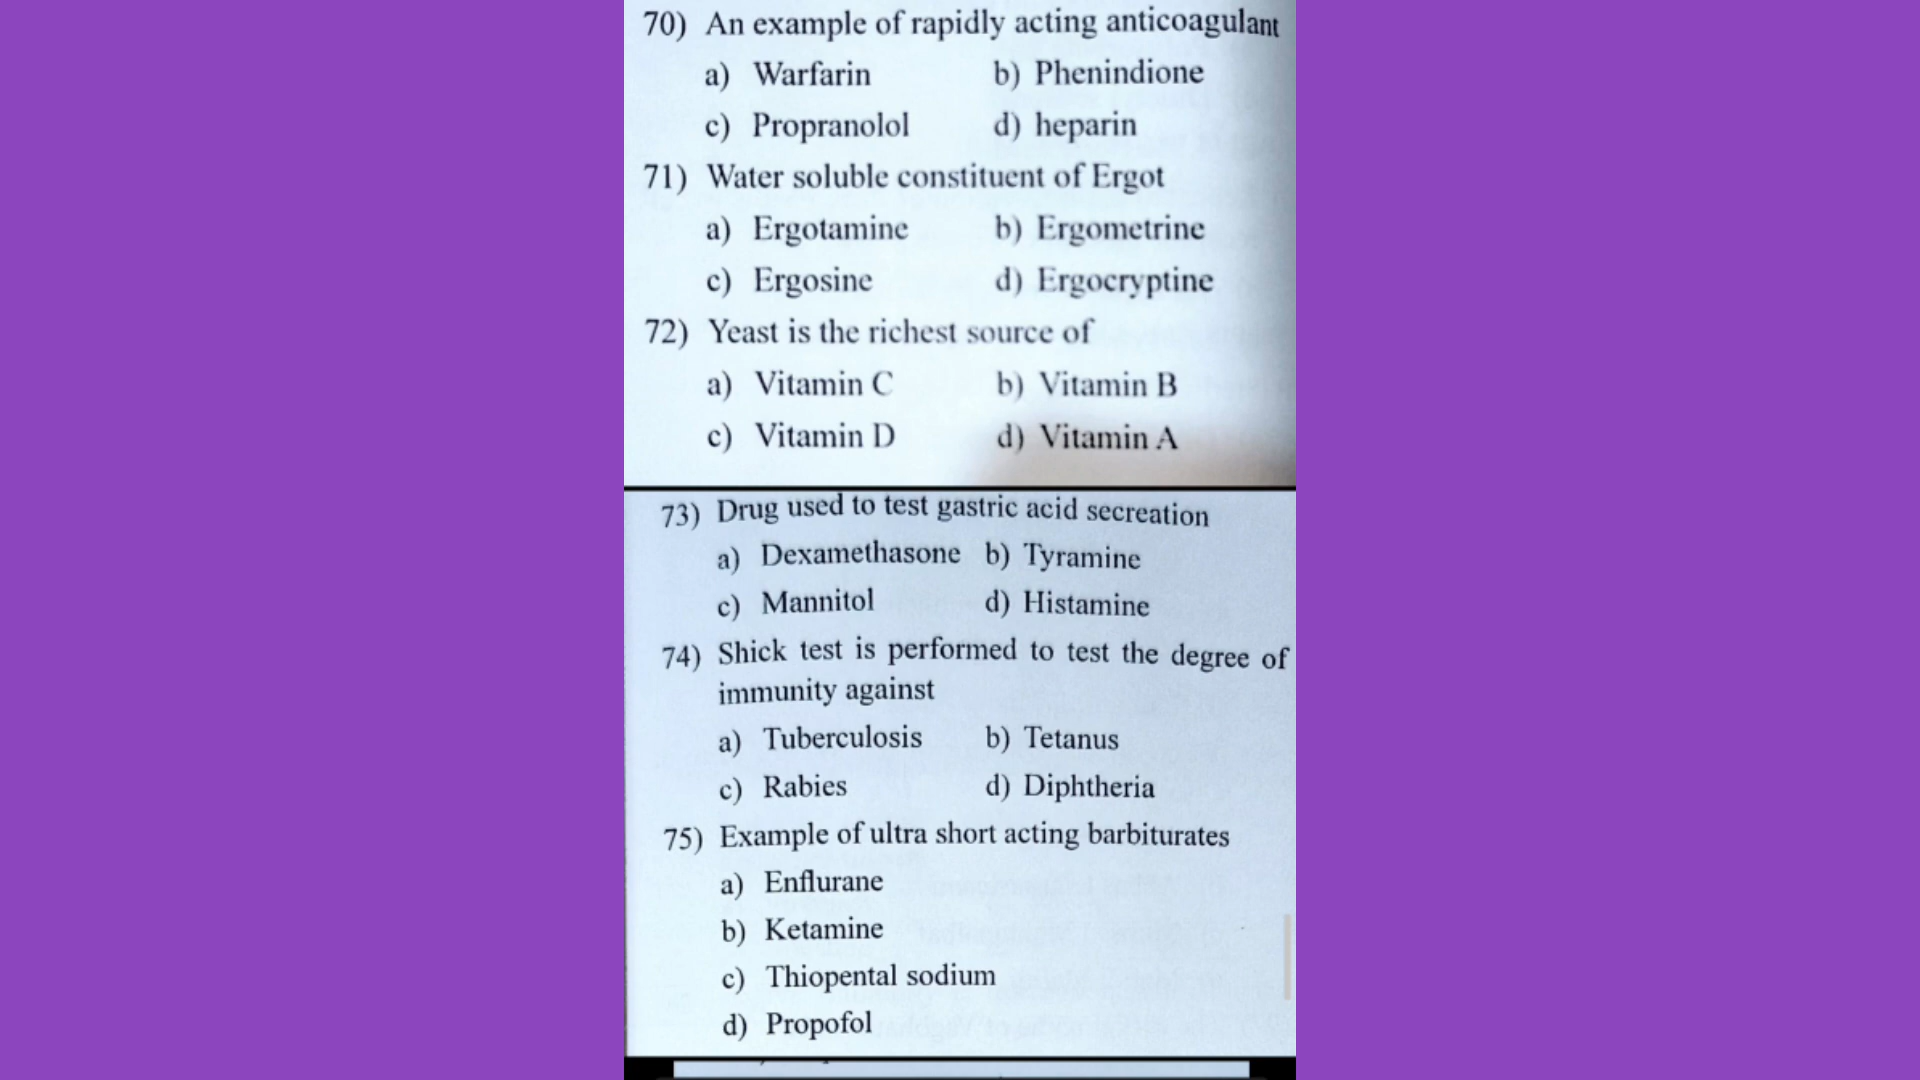 70) An example of rapidly acting anticoagulant
a) Warfarin b) Phenindione
c) Propranolol d) heparin
71) Water soluble constituent of Ergot
a) Ergotamine b) Ergometrine
c) Ergosine d) Ergocryptine
72) Yeast is the richest source of
a) Vitamin C b) Vitamin B
c) Vitamin D d) Vitamin A
73) Drug used to test gastric acid secreation
a) Dexamethasone b) Tyramine
c) Mannitol d) Histamine
74) Shick test is performed to test the degree of
immunity against
a) Tuberculosis b) Tetanus
c) Rabies d) Diphtheria
75) Example of ultra short acting barbiturates
a) Enflurane
b) Ketamine
c) Thiopental sodium
d) Propofol